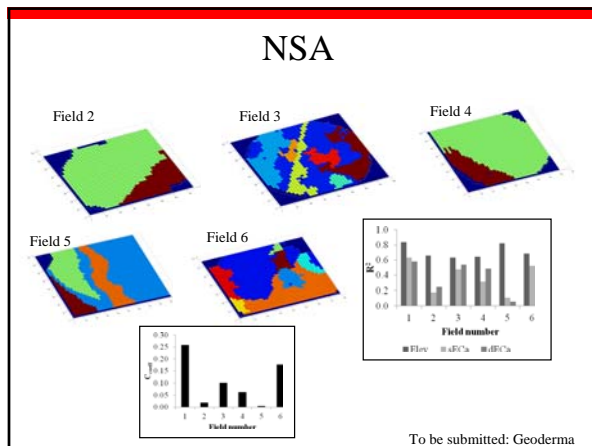 NSA
Field 2
Field 3
Field 4
Field 5
Field 6
R²
1.0
0.8
0.6
0.4
0.2
0.0
1 2 3 4 5 6
Field number
Elev sECa dECa
0.30
0.25
0.20
0.15
0.10
0.05
0.00
1 2 3 4 5 6
Field number
To be submitted: Geoderma